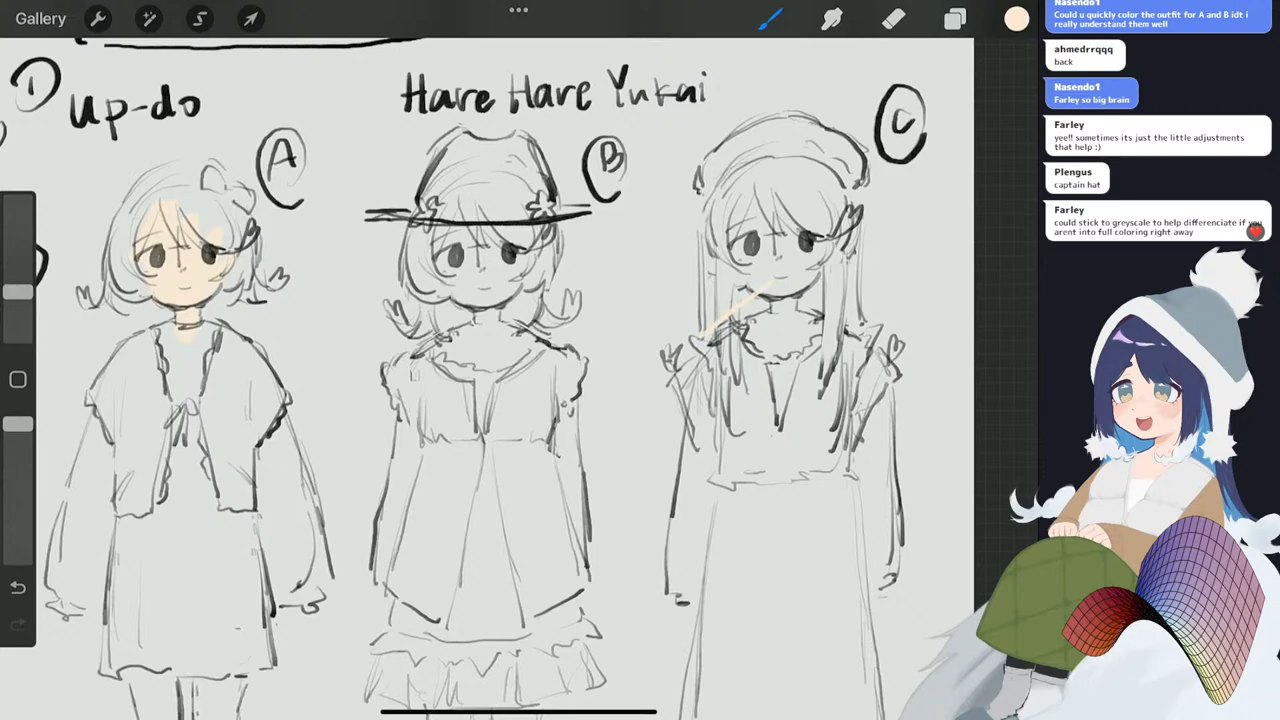 Gallery
Nasendo1
Could u quickly color the outfit for A and B idt i
really understand them well
ahmedrrqqq
back
Nasendo1
Farley so big brain
Farley
yee!! sometimes its just the little adjustments
that help :)
Plengus
captain hat
Farley
could stick to greyscale to help differenciate if you
arent into full coloring right away
1
up-do
Hare Hare Yukai
A
B
C